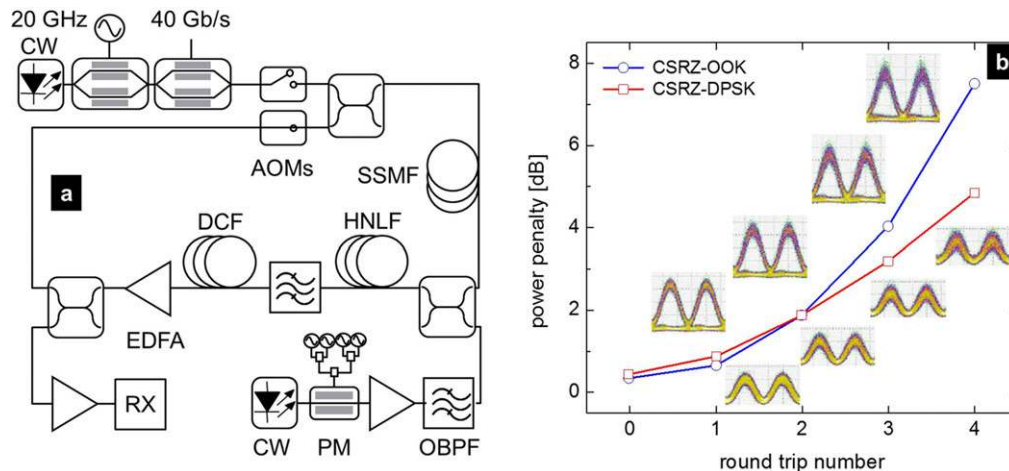 20 GHz
40 Gb/s
CW
AOMs
a
SSMF
DCF
HNLF
EDFA
RX
CW
PM
OBPF
b
CSRZ-OOK
CSRZ-DPSK
power penalty [dB]
8
6
4
2
0
0 1 2 3 4
round trip number